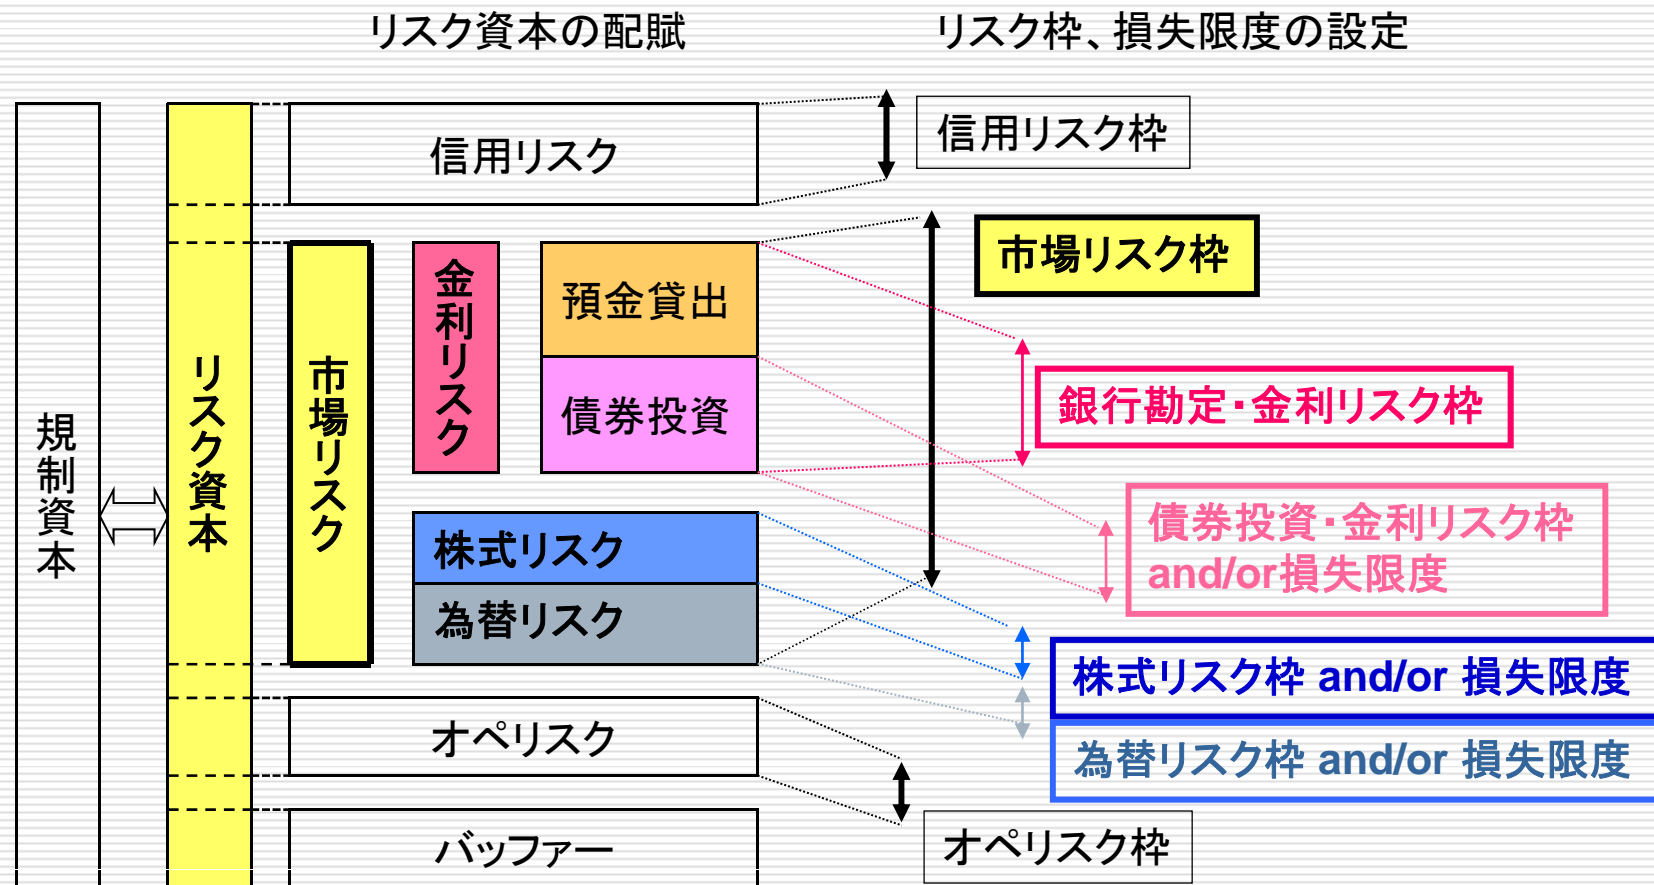 リスク資本の配賦
リスク枠、損失限度の設定
規制資本
リスク資本
信用リスク
信用リスク枠
市場リスク
金利リスク
預金貸出
債券投資
株式リスク
為替リスク
オペリスク
バッファー
市場リスク枠
銀行勘定・金利リスク枠
債券投資・金利リスク枠
and/or損失限度
株式リスク枠 and/or 損失限度
為替リスク枠 and/or 損失限度
オペリスク枠